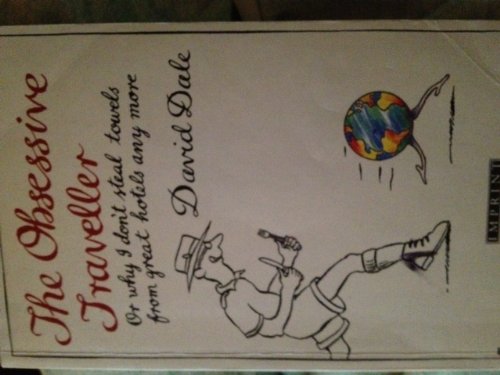 The Obsessive
Traveller
Or why I don't steal towels
from great hotels any more
David Dale
IMPRINT